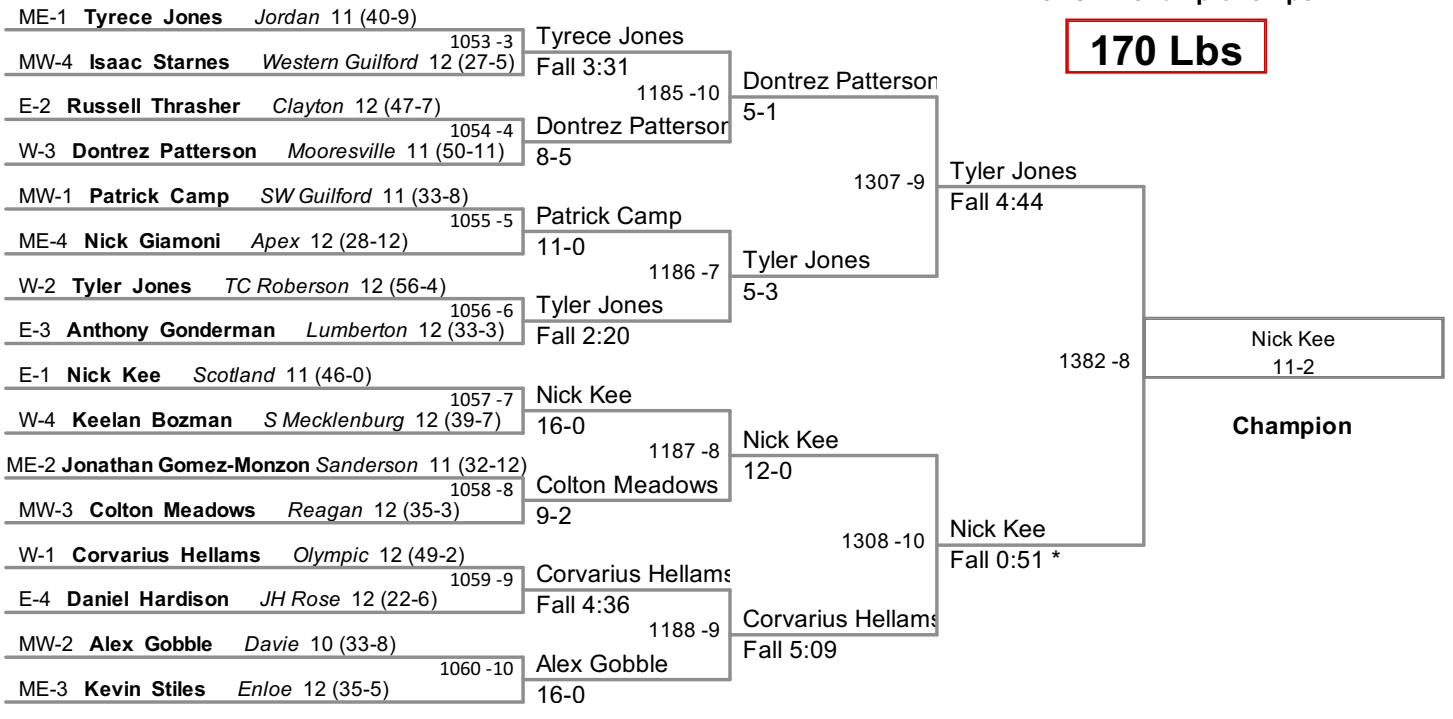 170 Lbs
ME-1 Tyrece Jones Jordan 11 (40-9)
1053 -3
MW-4 Isaac Starnes Western Guilford 12 (27-5)
Tyrece Jones
Fall 3:31
1185 -10
E-2 Russell Thrasher Clayton 12 (47-7)
1054 -4
W-3 Dontrez Patterson Mooresville 11 (50-11)
Dontrez Patterson
8-5
Dontrez Patterson
5-1
1307 -9
MW-1 Patrick Camp SW Guilford 11 (33-8)
1055 -5
ME-4 Nick Giamoni Apex 12 (28-12)
Patrick Camp
11-0
1186 -7
W-2 Tyler Jones TC Roberson 12 (56-4)
1056 -6
E-3 Anthony Gonderman Lumberton 12 (33-3)
Tyler Jones
Fall 2:20
Tyler Jones
5-3
Tyler Jones
Fall 4:44
1382 -8
E-1 Nick Kee Scotland 11 (46-0)
1057 -7
W-4 Keelan Bozman S Mecklenburg 12 (39-7)
Nick Kee
16-0
1187 -8
ME-2 Jonathan Gomez-Monzon Sanderson 11 (32-12)
1058 -8
MW-3 Colton Meadows Reagan 12 (35-3)
Colton Meadows
9-2
Nick Kee
12-0
1308 -10
W-1 Corvarius Hellams Olympic 12 (49-2)
1059 -9
E-4 Daniel Hardison JH Rose 12 (22-6)
Corvarius Hellams
Fall 4:36
1188 -9
MW-2 Alex Gobble Davie 10 (33-8)
1060 -10
ME-3 Kevin Stiles Enloe 12 (35-5)
Alex Gobble
16-0
Corvarius Hellams
Fall 5:09
Nick Kee
Fall 0:51 *
Nick Kee
11-2
Champion